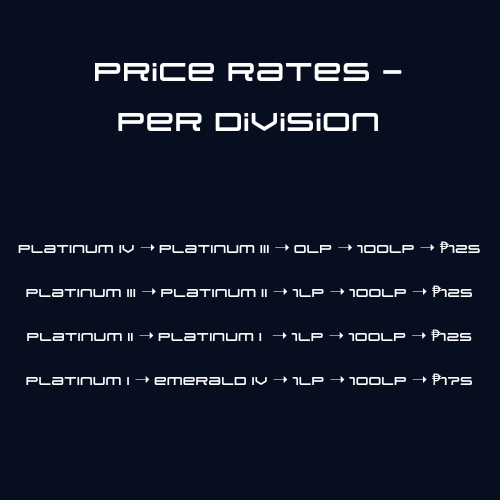 PRiCe RaTeS –
PeR DiViSiON
PLaTiNUM IV → PLaTiNUM III → 0LP → 100LP → ₱125
PLaTiNUM III → PLaTiNUM II → 1LP → 100LP → ₱125
PLaTiNUM II → PLaTiNUM I → 1LP → 100LP → ₱125
PLaTiNUM I → eMeRaLD IV → 1LP → 100LP → ₱175